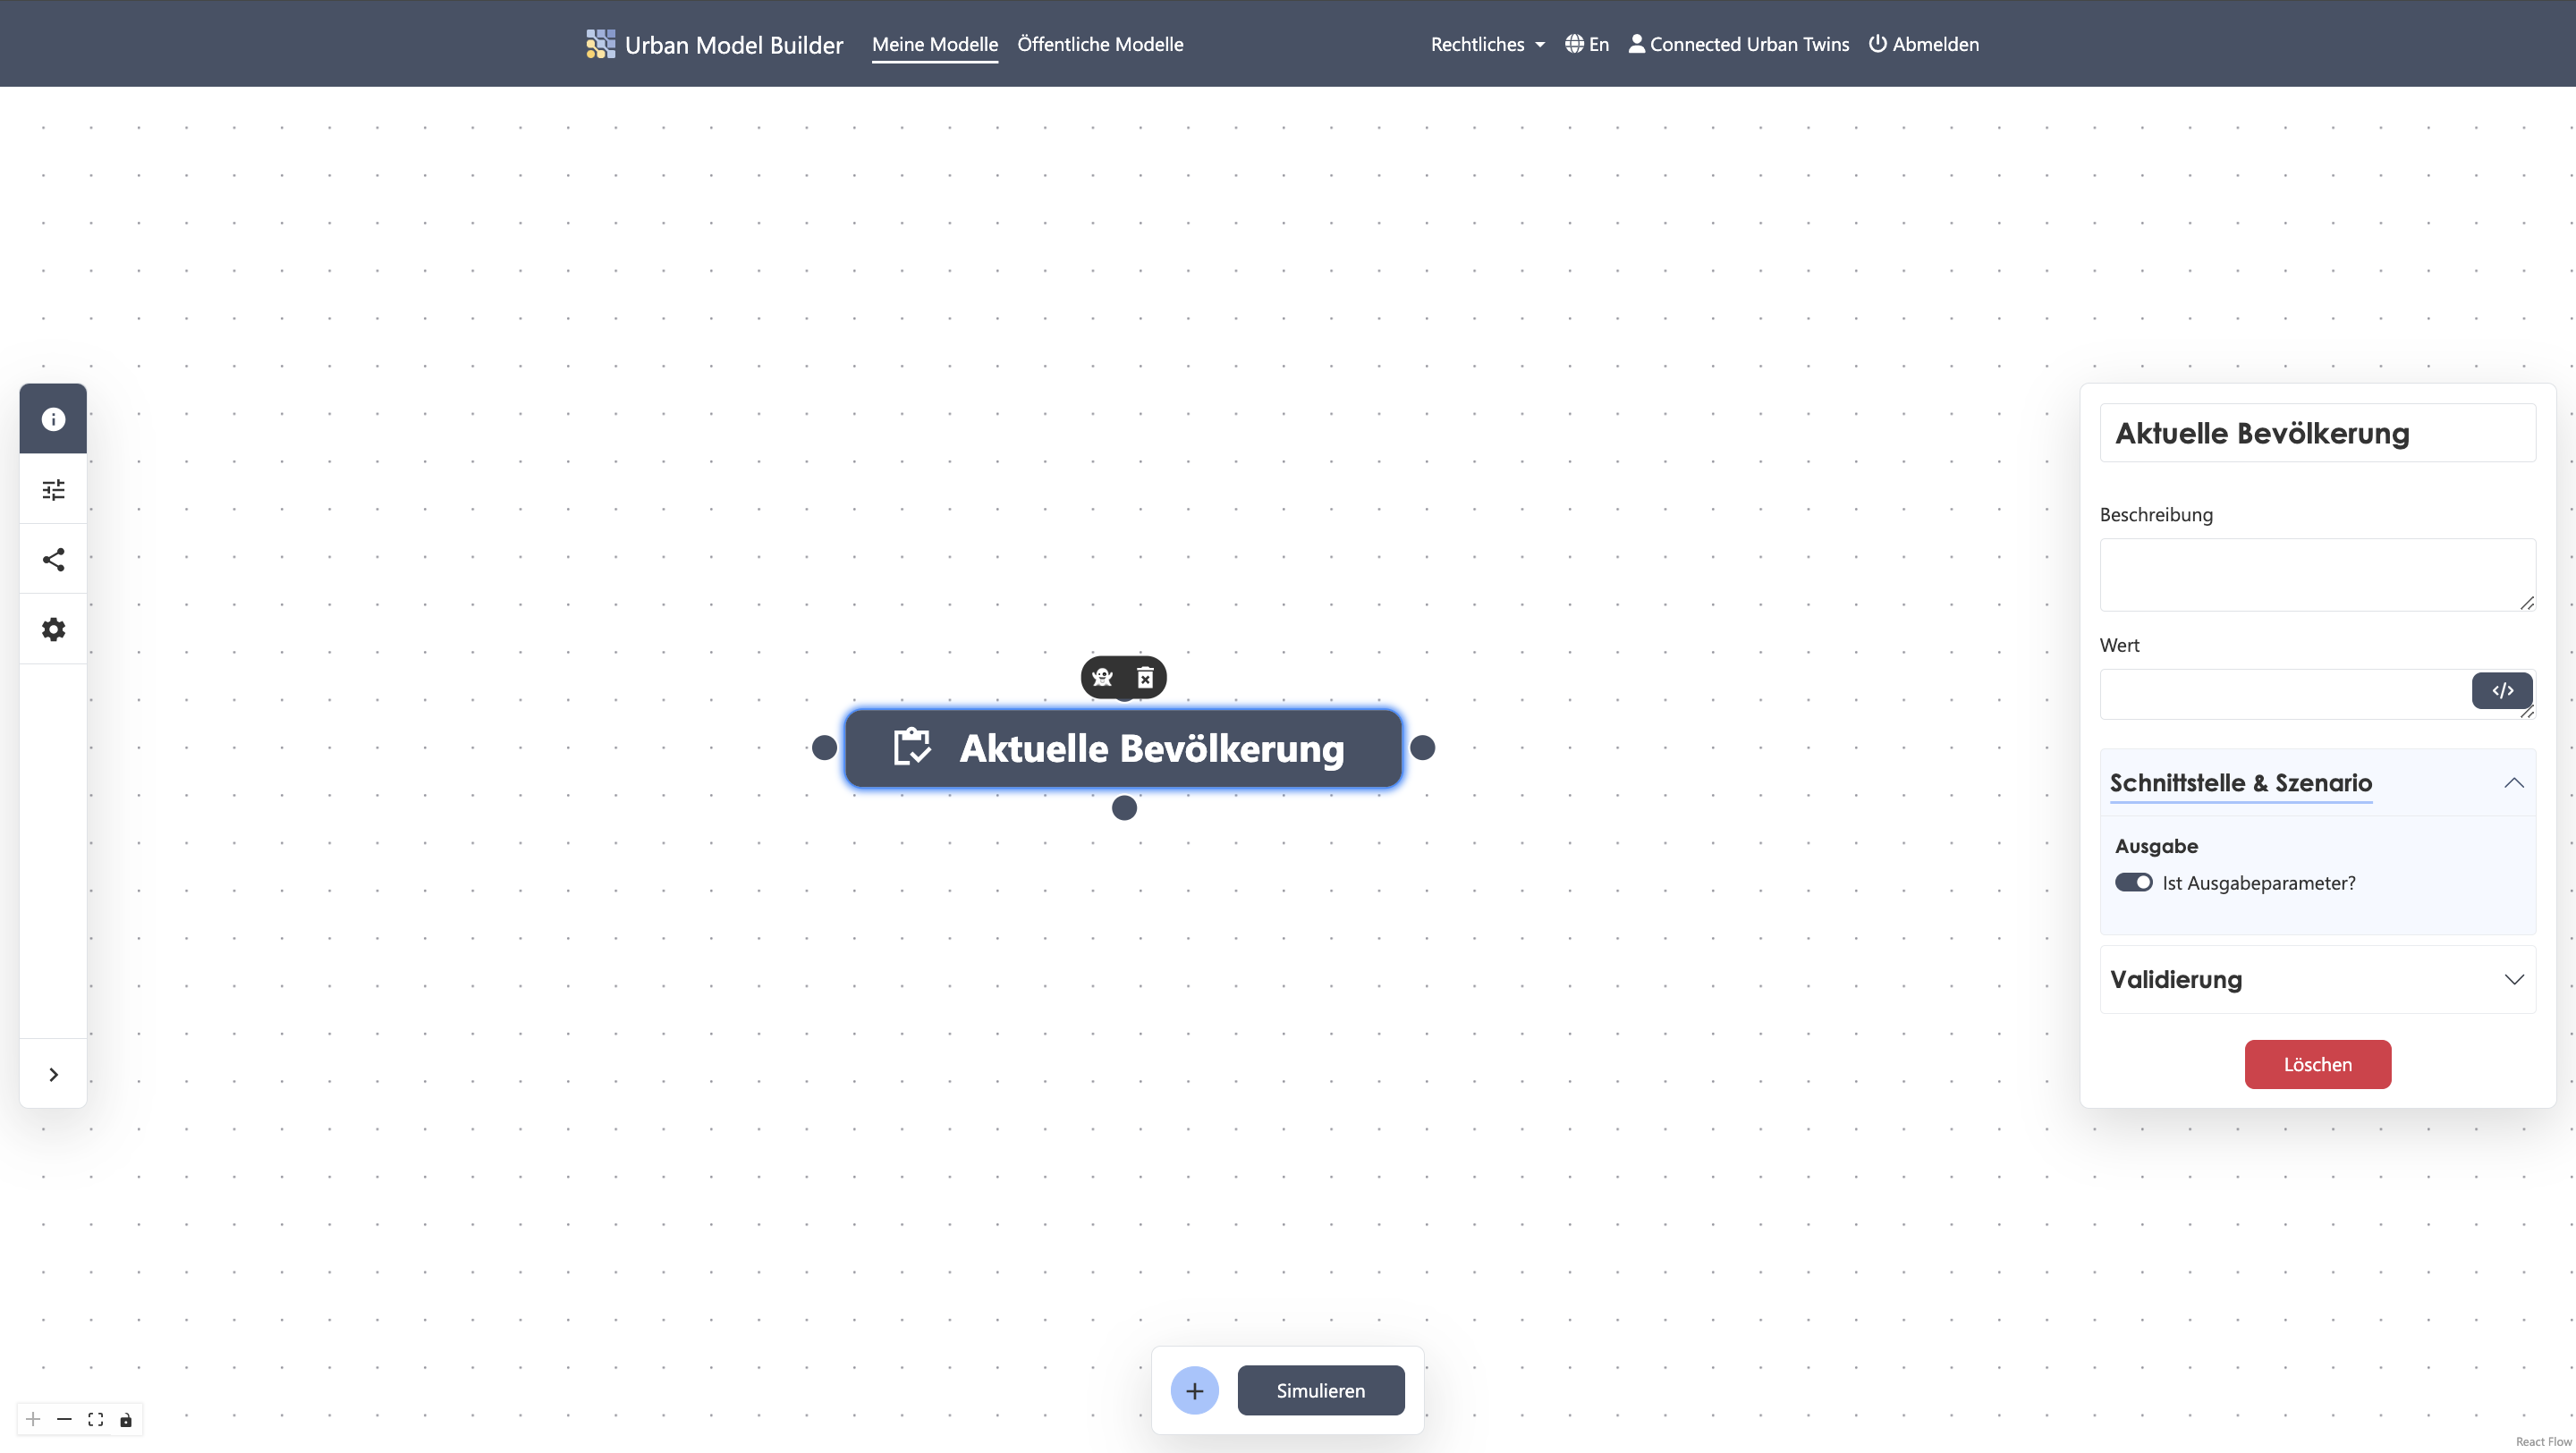 Urban Model Builder
Meine Modelle
Öffentliche Modelle
Rechtliches
En
Connected Urban Twins
Abmelden
Aktuelle Bevölkerung
Aktuelle Bevölkerung
Beschreibung
Wert
</>
Schnittstelle & Szenario
Ausgabe
Ist Ausgabeparameter?
Validierung
Löschen
Simulieren
React Flow